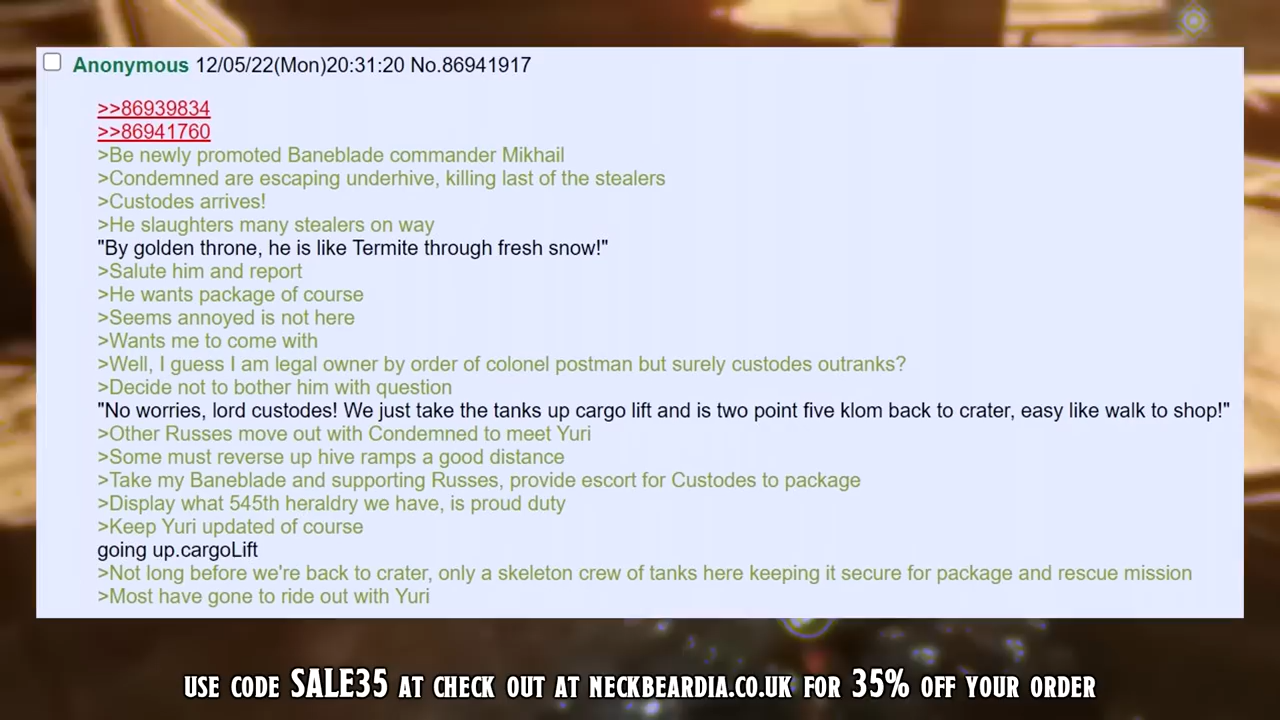 Anonymous 12/05/22(Mon)20:31:20 No.86941917
>>86939834
>>86941760
>Be newly promoted Baneblade commander Mikhail
>Condemned are escaping underhive, killing last of the stealers
>Custodes arrives!
>He slaughters many stealers on way
"By golden throne, he is like Termite through fresh snow!"
>Salute him and report
>He wants package of course
>Seems annoyed is not here
>Wants me to come with
>Well, I guess I am legal owner by order of colonel postman but surely custodes outranks?
>Decide not to bother him with question
"No worries, lord custodes! We just take the tanks up cargo lift and is two point five klom back to crater, easy like walk to shop!"
>Other Russes move out with Condemned to meet Yuri
>Some must reverse up hive ramps a good distance
>Take my Baneblade and supporting Russes, provide escort for Custodes to package
>Display what 545th heraldry we have, is proud duty
>Keep Yuri updated of course
going up.cargoLift
>Not long before we're back to crater, only a skeleton crew of tanks here keeping it secure for package and rescue mission
>Most have gone to ride out with Yuri
USE CODE SALE35 AT CHECK OUT AT NECKBEARDIA.CO.UK FOR 35% OFF YOUR ORDER